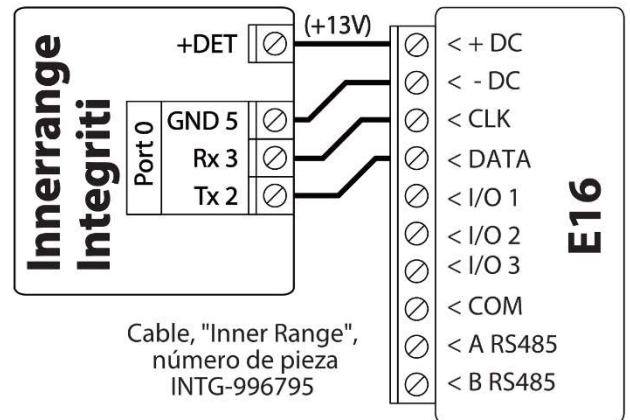 Innerrange
Integriti
+DET
Port 0
GND 5
Rx 3
Tx 2
(+13V)
< + DC
< - DC
< CLK
< DATA
< I/O 1
< I/O 2
< I/O 3
< COM
< A RS485
< B RS485
E16
Cable, "Inner Range",
número de pieza
INTG-996795